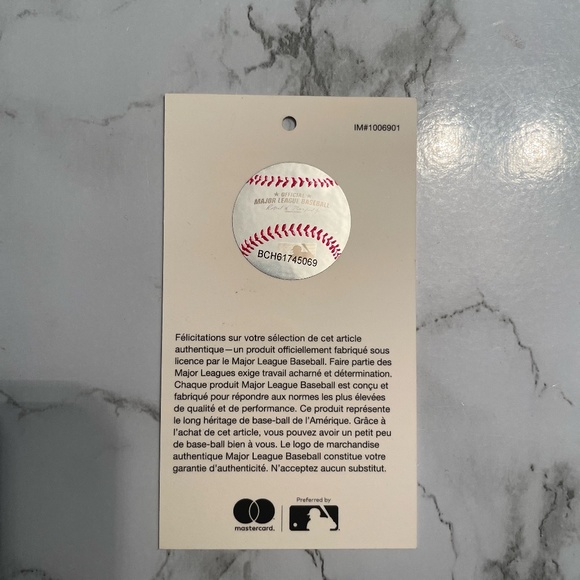 IM#1006901
OFFICIAL
MAJOR LEAGUE BASEBALL
BCH61745069
Félicitations sur votre sélection de cet article
authentique—un produit officiellement fabriqué sous
licence par le Major League Baseball. Faire partie des
Major Leagues exige travail acharné et détermination.
Chaque produit Major League Baseball est conçu et
fabriqué pour répondre aux normes les plus élevées
de qualité et de performance. Ce produit représente
le long héritage de base-ball de l'Amérique. Grâce à
l'achat de cet article, vous pouvez avoir un petit peu
de base-ball bien à vous. Le logo de marchandise
authentique Major League Baseball constitue votre
garantie d'authenticité. N'acceptez aucun substitut.
mastercard.
Preferred by